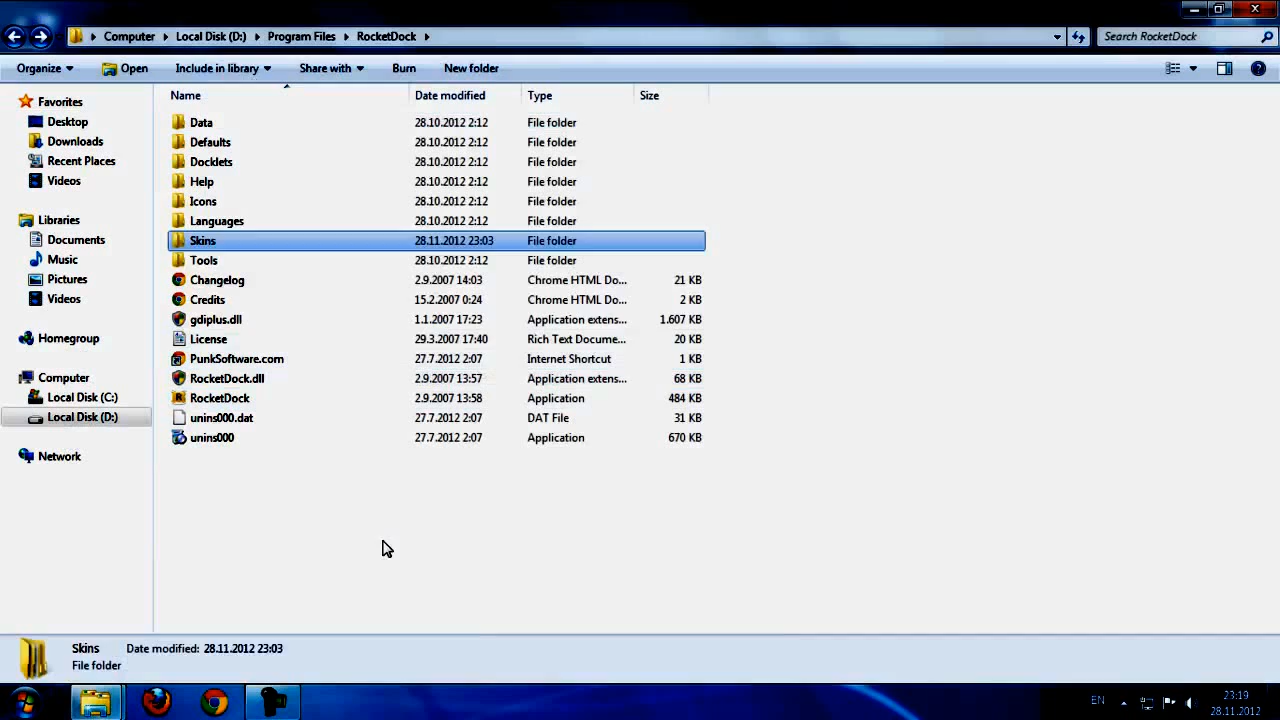 Computer Local Disk (D:) Program Files RocketDock Search RocketDock
Organize Open Include in library Share with Burn New folder
Name Date modified Type Size
Favorites
Desktop
Downloads
Recent Places
Videos
Libraries
Documents
Music
Pictures
Videos
Homegroup
Computer
Local Disk (C:)
Local Disk (D:)
Network
Data 28.10.2012 2:12 File folder
Defaults 28.10.2012 2:12 File folder
Docklets 28.10.2012 2:12 File folder
Help 28.10.2012 2:12 File folder
Icons 28.10.2012 2:12 File folder
Languages 28.10.2012 2:12 File folder
Skins 28.11.2012 23:03 File folder
Tools 28.10.2012 2:12 File folder
Changelog 2.9.2007 14:03 Chrome HTML Do... 21 KB
Credits 15.2.2007 0:24 Chrome HTML Do... 2 KB
gdiplus.dll 1.1.2007 17:23 Application extens... 1.607 KB
License 29.3.2007 17:40 Rich Text Docume... 20 KB
PunkSoftware.com 27.7.2012 2:07 Internet Shortcut 1 KB
RocketDock.dll 2.9.2007 13:57 Application extens... 68 KB
RocketDock 2.9.2007 13:58 Application 484 KB
unins000.dat 27.7.2012 2:07 DAT File 31 KB
unins000 27.7.2012 2:07 Application 670 KB
Skins Date modified: 28.11.2012 23:03
File folder
EN 23:19
28.11.2012